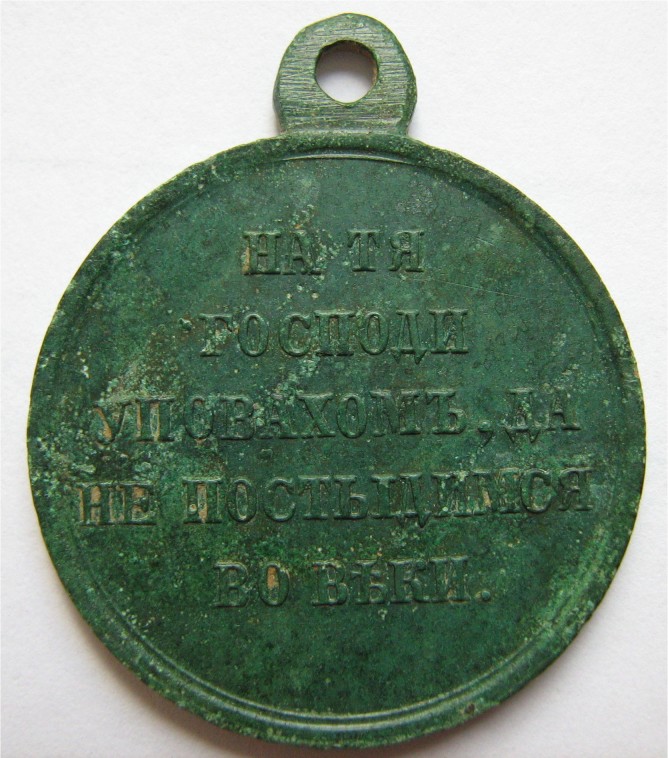 НА ТЯ
ГОСПОДИ
УПОВАХОМЪ, ДА
НЕ ПОСТЫДИМСЯ
ВО ВѢКИ.